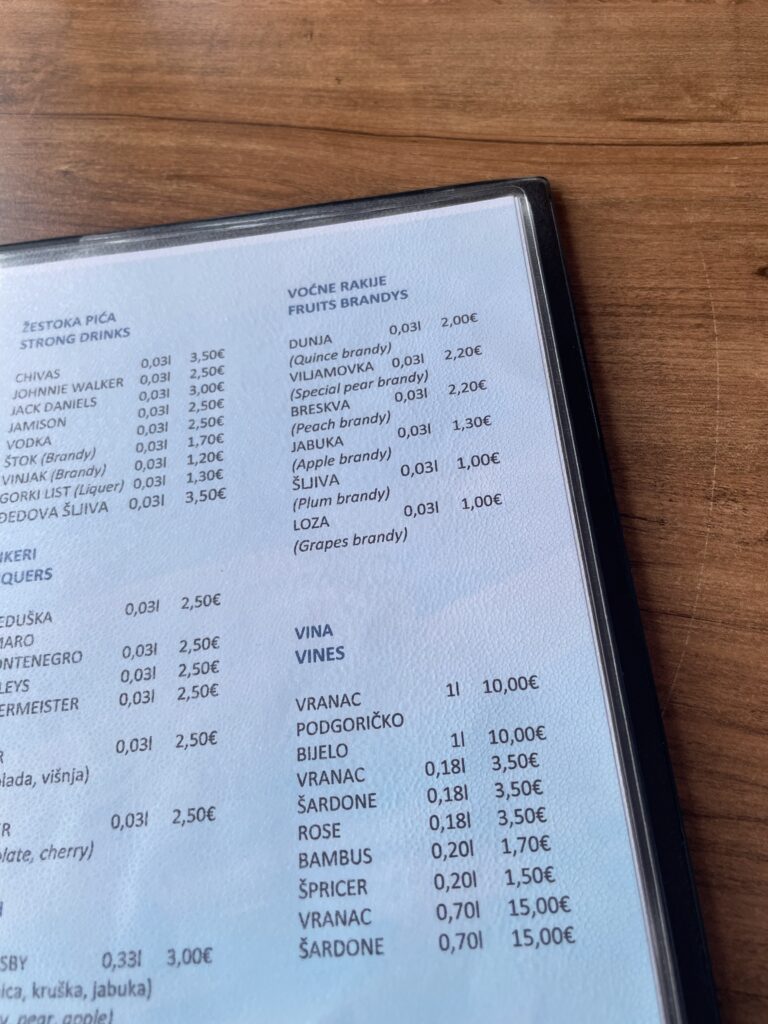 ŽESTOKA PIĆA
STRONG DRINKS
CHIVAS 0,03l 3,50€
JOHNNIE WALKER 0,03l 2,50€
JACK DANIELS 0,03l 3,00€
JAMISON 0,03l 2,50€
VODKA 0,03l 2,50€
ŠTOK (Brandy) 0,03l 1,70€
VINJAK (Brandy) 0,03l 1,20€
GORKI LIST (Liquer) 0,03l 1,30€
DEDOVA ŠLJIVA 0,03l 3,50€
IKERI
QUERS
EDUŠKA 0,03l 2,50€
MARO
ONTENEGRO 0,03l 2,50€
LEYS 0,03l 2,50€
ERMEISTER 0,03l 2,50€
R 0,03l 2,50€
lada, višnja)
ER 0,03l 2,50€
late, cherry)
SBY 0,33l 3,00€
ica, kruška, jabuka)
y, pear, apple)
VOĆNE RAKIJE
FRUITS BRANDYS
DUNJA 0,03l 2,00€
(Quince brandy)
VILJAMOVKA 0,03l 2,20€
(Special pear brandy)
BRESKVA 0,03l 2,20€
(Peach brandy)
JABUKA 0,03l 1,30€
(Apple brandy)
ŠLJIVA 0,03l 1,00€
(Plum brandy)
LOZA 0,03l 1,00€
(Grapes brandy)
VINA
VINES
VRANAC 1l 10,00€
PODGORIČKO
BIJELO 1l 10,00€
VRANAC 0,18l 3,50€
ŠARDONE 0,18l 3,50€
ROSE 0,18l 3,50€
BAMBUS 0,20l 1,70€
ŠPRICER 0,20l 1,50€
VRANAC 0,70l 15,00€
ŠARDONE 0,70l 15,00€